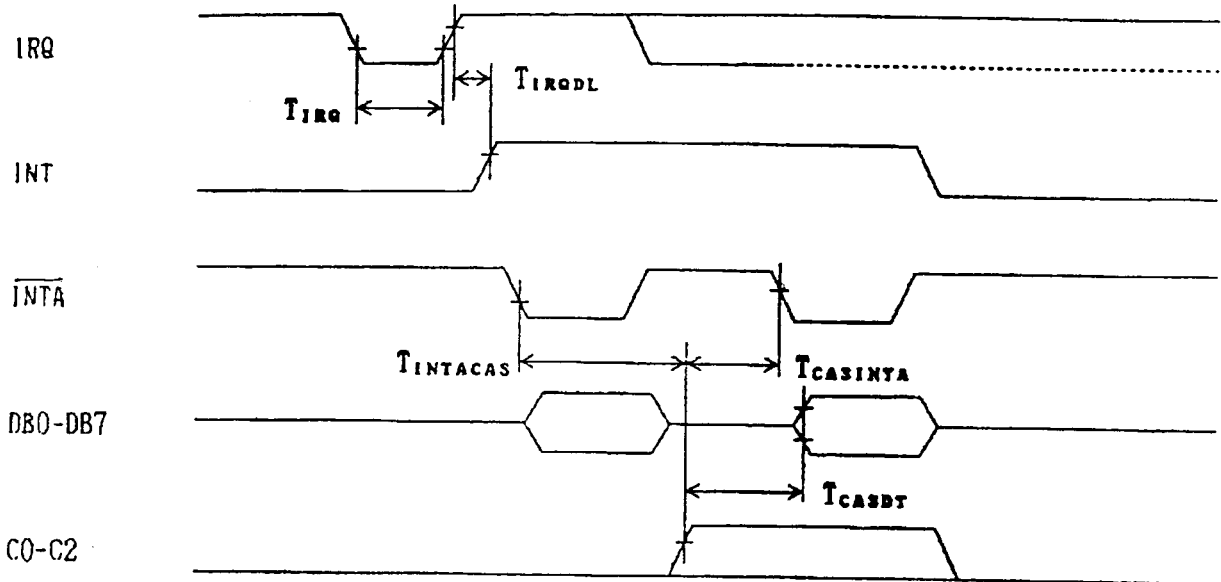 IRQ
TIRQDL
TIRQ
INT
INTA
TINTACAS
TCASINTA
DB0-DB7
TCASDT
C0-C2